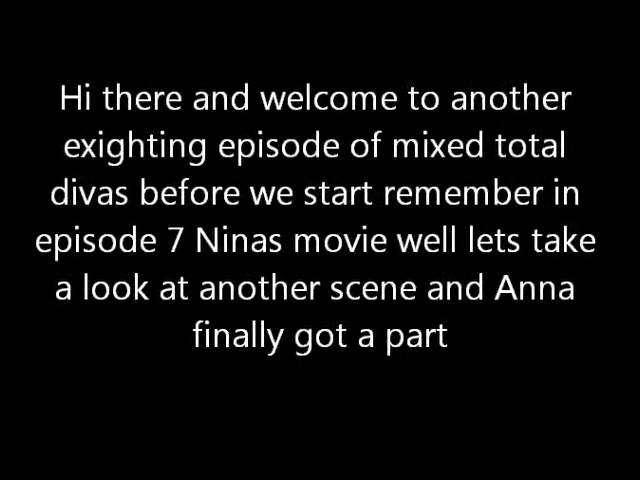 Hi there and welcome to another
exighting episode of mixed total
divas before we start remember in
episode 7 Ninas movie well lets take
a look at another scene and Anna
finally got a part